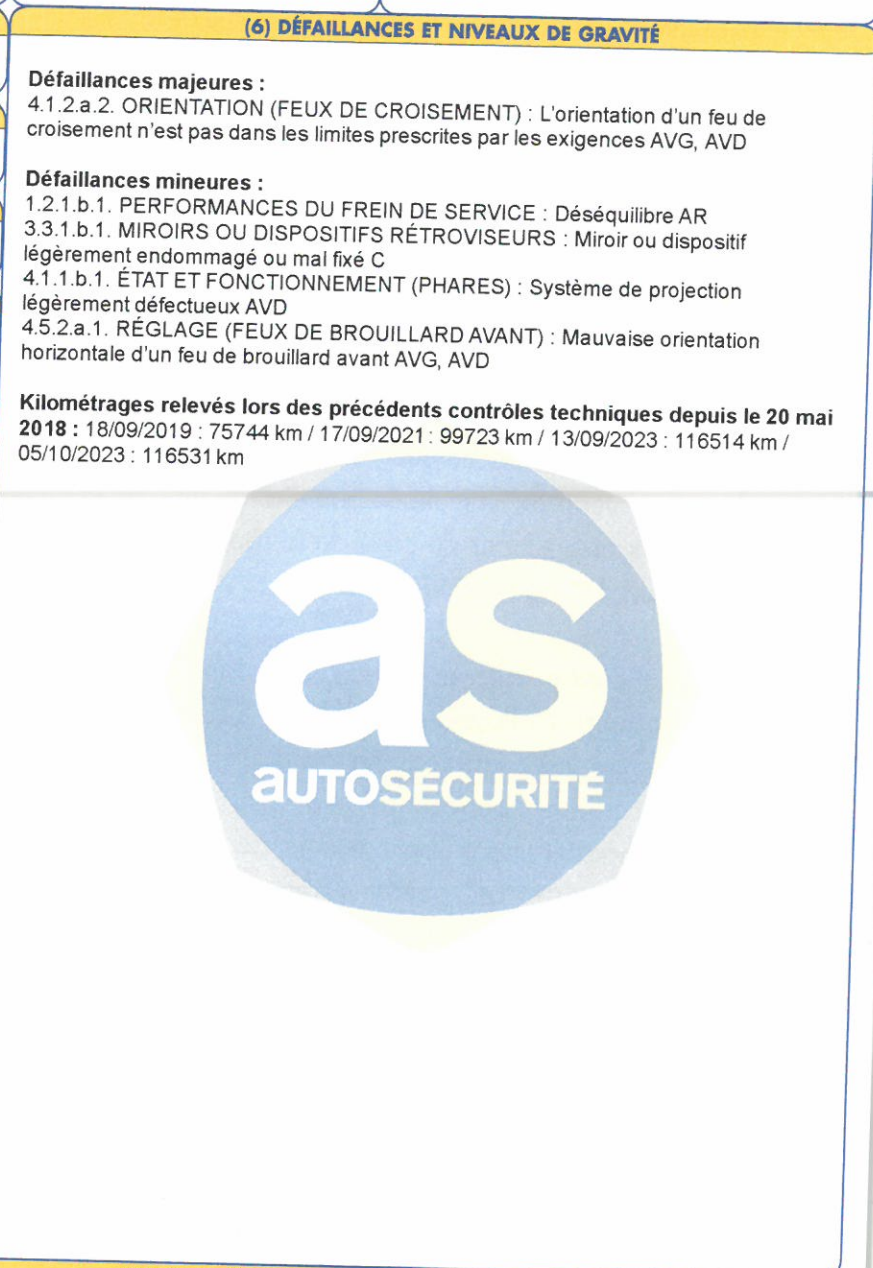 (6) DÉFAILLANCES ET NIVEAUX DE GRAVITÉ
Défaillances majeures :
4.1.2.a.2. ORIENTATION (FEUX DE CROISEMENT) : L'orientation d'un feu de
croisement n'est pas dans les limites prescrites par les exigences AVG, AVD
Défaillances mineures :
1.2.1.b.1. PERFORMANCES DU FREIN DE SERVICE : Déséquilibre AR
3.3.1.b.1. MIROIRS OU DISPOSITIFS RÉTROVISEURS : Miroir ou dispositif
légèrement endommagé ou mal fixé C
4.1.1.b.1. ÉTAT ET FONCTIONNEMENT (PHARES) : Système de projection
légèrement défectueux AVD
4.5.2.a.1. RÉGLAGE (FEUX DE BROUILLARD AVANT) : Mauvaise orientation
horizontale d'un feu de brouillard avant AVG, AVD
Kilométrages relevés lors des précédents contrôles techniques depuis le 20 mai
2018 : 18/09/2019 : 75744 km / 17/09/2021 : 99723 km / 13/09/2023 : 116514 km /
05/10/2023 : 116531 km
as
aUTOSÉCURITÉ